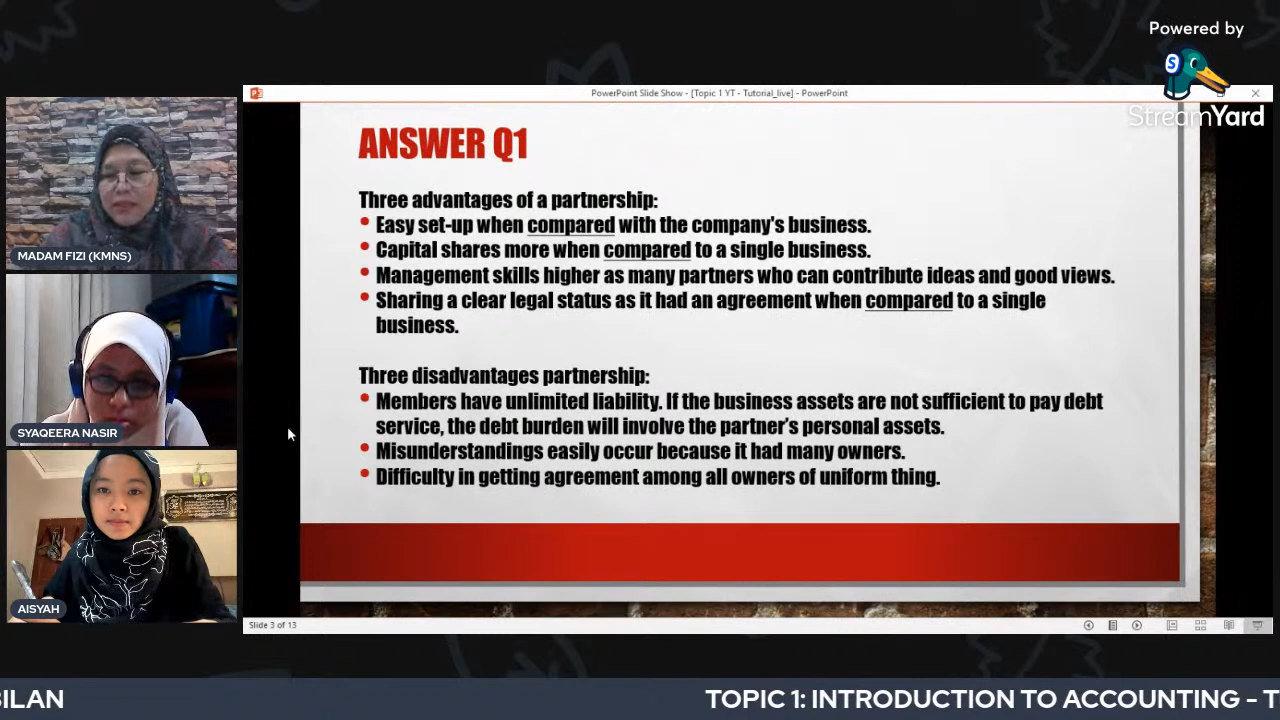 Powered by
StreamYard
PowerPoint Slide Show - [Topic 1 YT - Tutorial_live] - PowerPoint
ANSWER Q1
Three advantages of a partnership:
Easy set-up when compared with the company's business.
Capital shares more when compared to a single business.
Management skills higher as many partners who can contribute ideas and good views.
Sharing a clear legal status as it had an agreement when compared to a single
business.
Three disadvantages partnership:
Members have unlimited liability. If the business assets are not sufficient to pay debt
service, the debt burden will involve the partner's personal assets.
Misunderstandings easily occur because it had many owners.
Difficulty in getting agreement among all owners of uniform thing.
MADAM FIZI (KMNS)
SYAQEERA NASIR
AISYAH
Slide 3 of 13
BILAN
TOPIC 1: INTRODUCTION TO ACCOUNTING - T